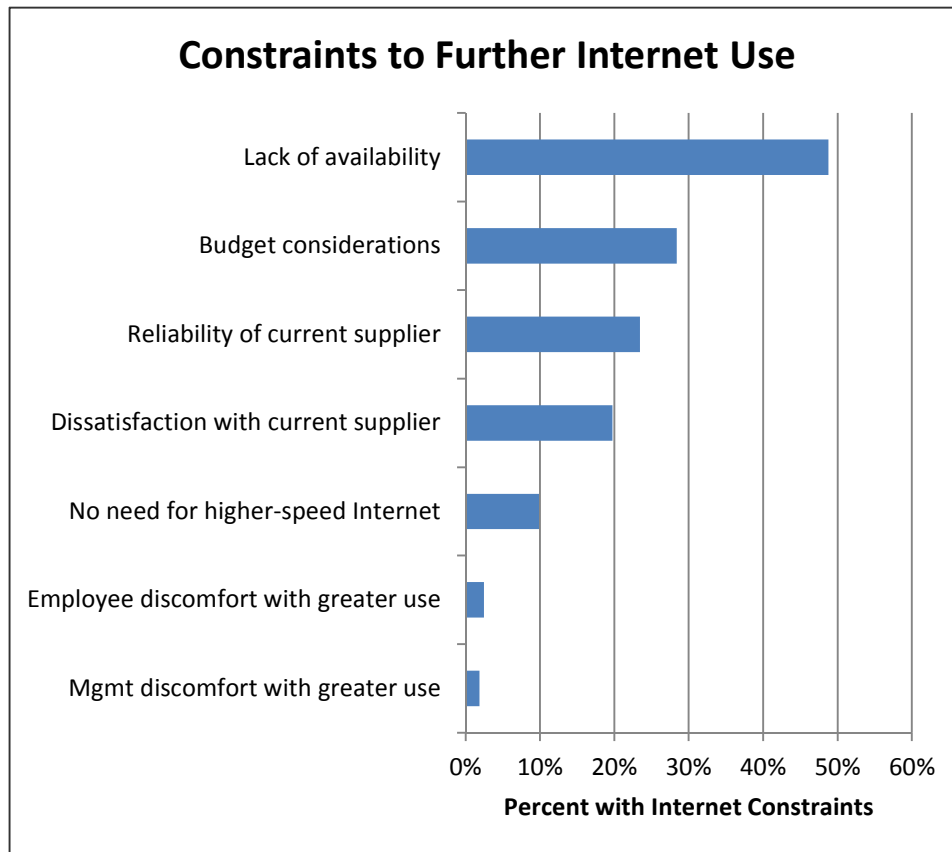 Constraints to Further Internet Use
Lack of availability
Budget considerations
Reliability of current supplier
Dissatisfaction with current supplier
No need for higher-speed Internet
Employee discomfort with greater use
Mgmt discomfort with greater use
0% 10% 20% 30% 40% 50% 60%
Percent with Internet Constraints